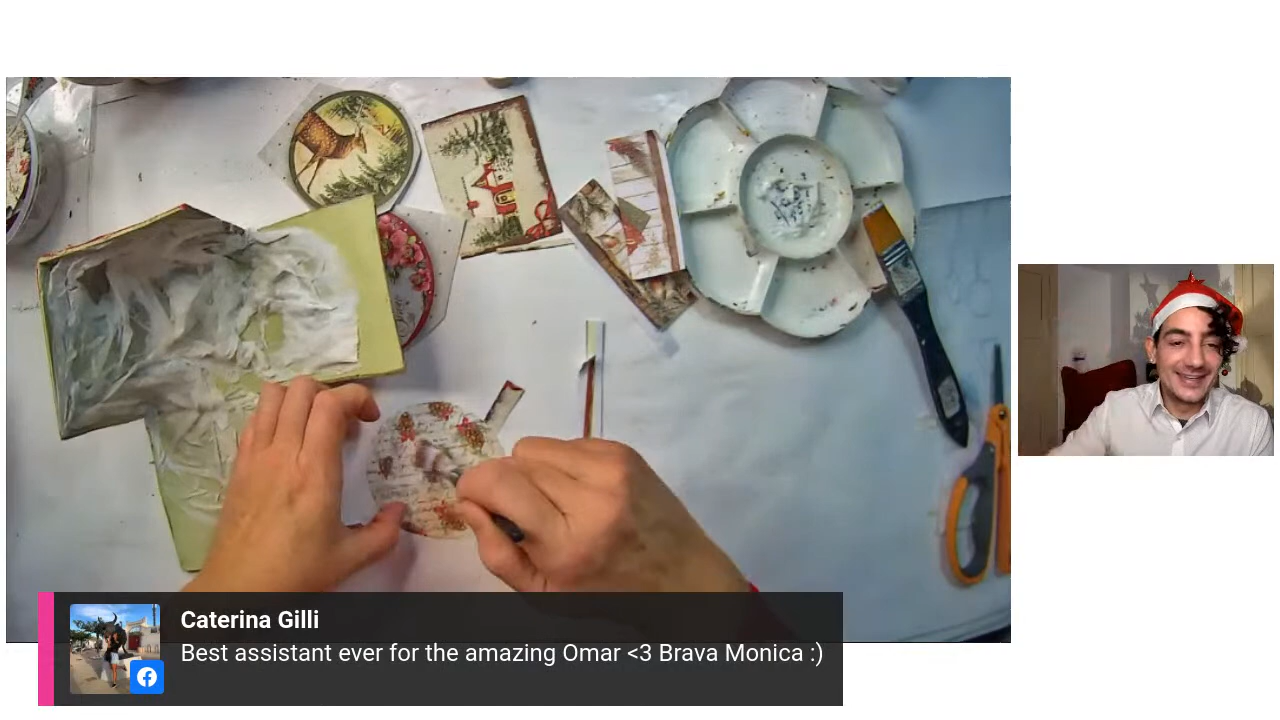 Caterina Gilli
Best assistant ever for the amazing Omar <3 Brava Monica :)